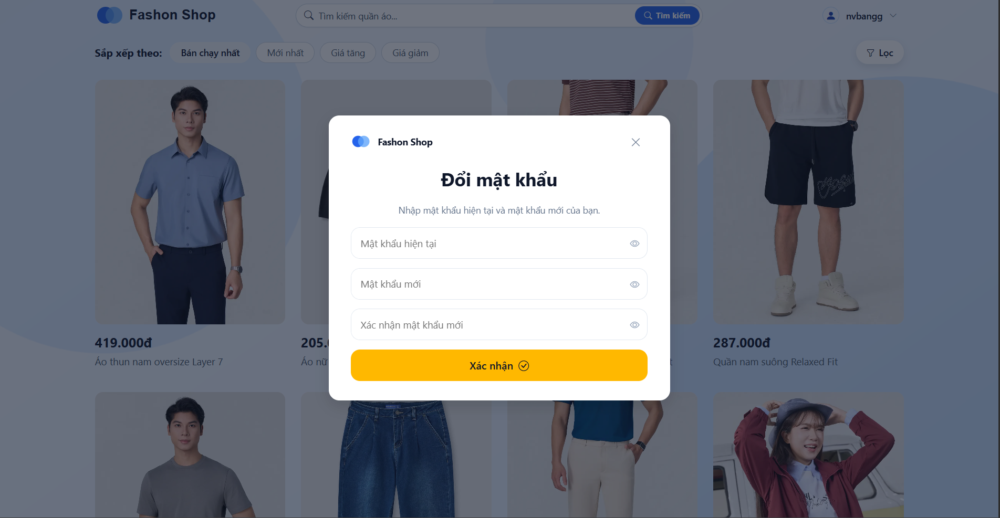 Fashon Shop
Tìm kiếm quần áo...
Tìm kiếm
nvbangg
Sắp xếp theo:
Bán chạy nhất
Mới nhất
Giá tăng
Giá giảm
Lọc
Fashon Shop
Đổi mật khẩu
Nhập mật khẩu hiện tại và mật khẩu mới của bạn.
Mật khẩu hiện tại
Mật khẩu mới
Xác nhận mật khẩu mới
Xác nhận
419.000đ
Áo thun nam oversize Layer 7
205.
Áo nữ
287.000đ
Quần nam suông Relaxed Fit